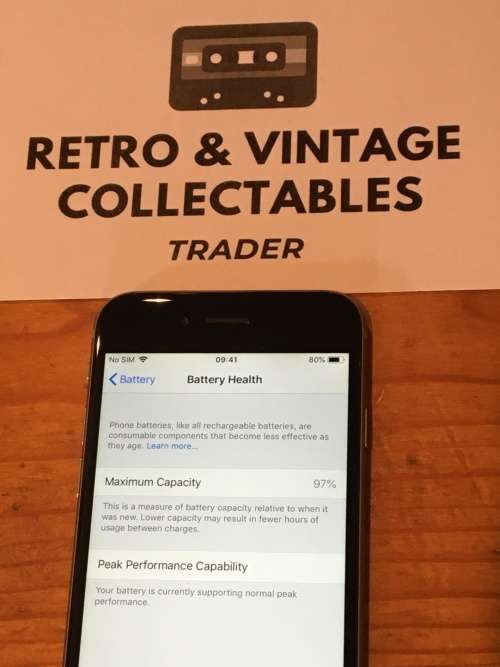 RETRO & VINTAGE
COLLECTABLES
TRADER
No SIM 09:41 80%
Battery Battery Health
Phone batteries, like all rechargeable batteries, are
consumable components that become less effective as
they age. Learn more...
Maximum Capacity 97%
This is a measure of battery capacity relative to when it
was new. Lower capacity may result in fewer hours of
usage between charges.
Peak Performance Capability
Your battery is currently supporting normal peak
performance.